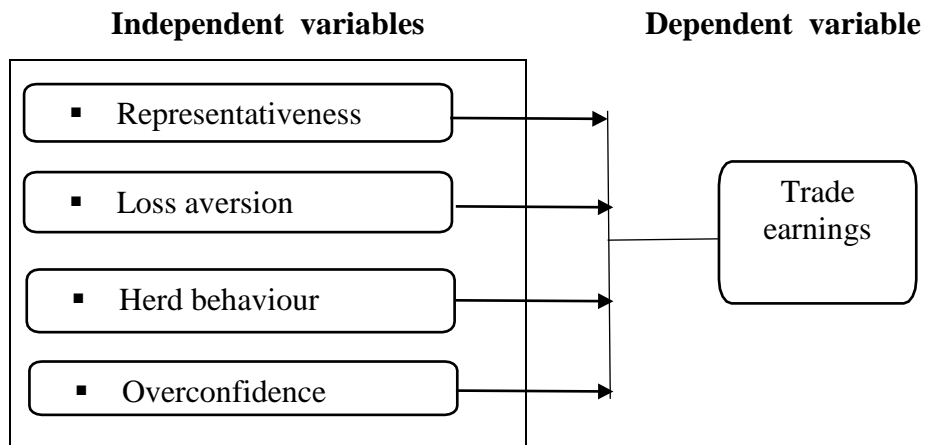 Independent variables
Dependent variable
▪ Representativeness
▪ Loss aversion
▪ Herd behaviour
▪ Overconfidence
Trade
earnings